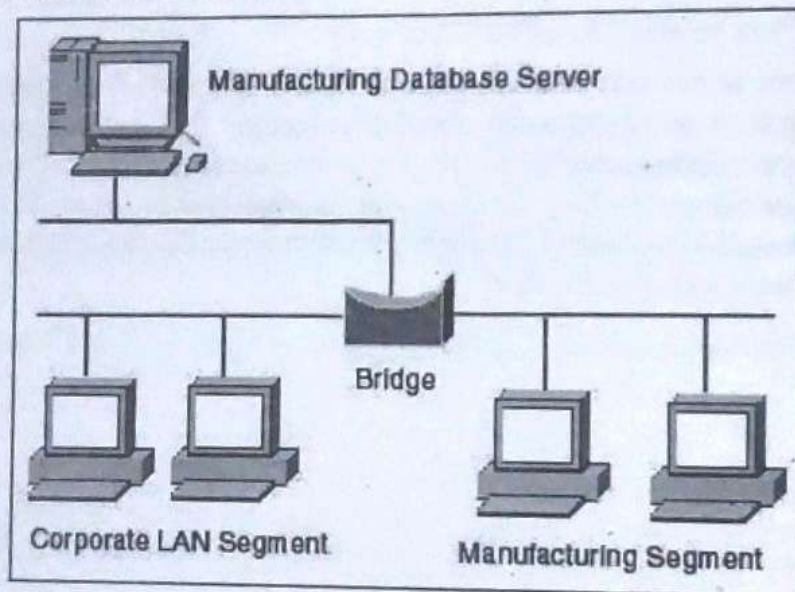 Manufacturing Database Server
Bridge
Corporate LAN Segment
Manufacturing Segment